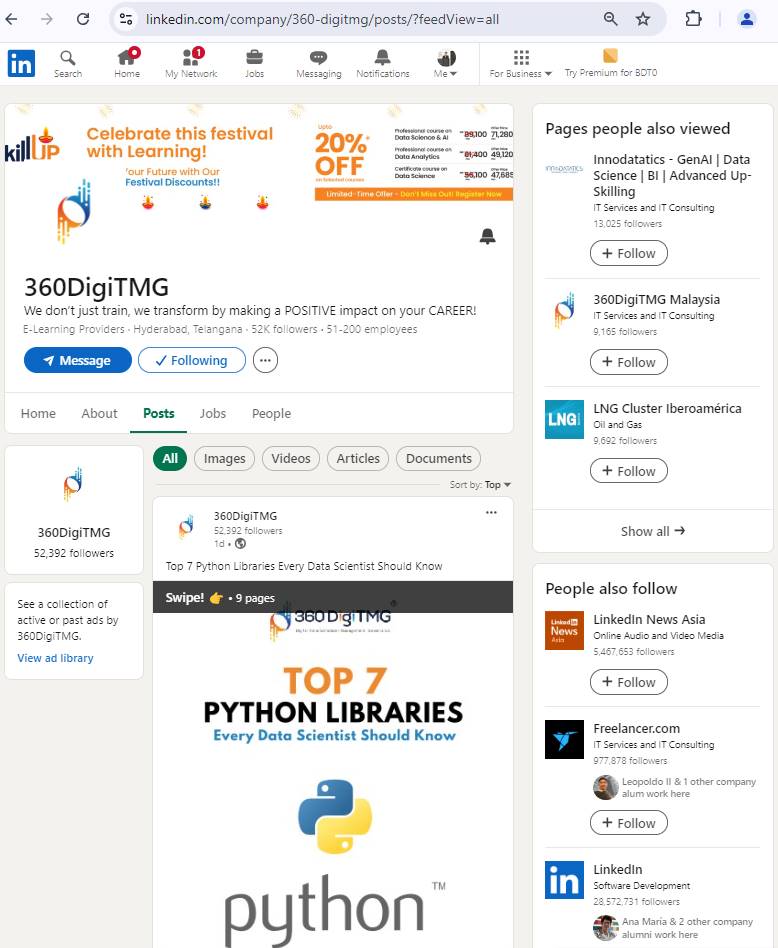 linkedin.com/company/360-digitmg/posts/?feedView=all
in
Search
Home
My Network
1
Jobs
Messaging
Notifications
Me
For Business
Try Premium for BDT0
killUP
Celebrate this festival
with Learning!
'our Future with Our
Festival Discounts!!
Upto
20%*
OFF
on Selected courses
Professional course on
Data Science & AI
71,280
Professional course on
Data Analytics
49,120
Certificate course on
Data Science
47,885
Limited-Time Offer - Don't Miss Out! Register Now
360DigiTMG
We don't just train, we transform by making a POSITIVE impact on your CAREER!
E-Learning Providers · Hyderabad, Telangana · 52K followers · 51-200 employees
Message
Following
Home
About
Posts
Jobs
People
360DigiTMG
52,392 followers
See a collection of
active or past ads by
360DigiTMG.
View ad library
All
Images
Videos
Articles
Documents
Sort by: Top
360DigiTMG
52,392 followers
1d •
Top 7 Python Libraries Every Data Scientist Should Know
Swipe! 👉 • 9 pages
360DigiTMG
TOP 7
PYTHON LIBRARIES
Every Data Scientist Should Know
python™
Pages people also viewed
INNODATATICS
Innodatatics - GenAI | Data
Science | BI | Advanced Up-
Skilling
IT Services and IT Consulting
13,025 followers
+ Follow
360DigiTMG Malaysia
IT Services and IT Consulting
9,165 followers
+ Follow
LNG
LNG Cluster Iberoamérica
Oil and Gas
9,692 followers
+ Follow
Show all →
People also follow
Linked in
News
Asia
LinkedIn News Asia
Online Audio and Video Media
5,467,653 followers
+ Follow
Freelancer.com
IT Services and IT Consulting
977,878 followers
Leopoldo II & 1 other company
alum work here
+ Follow
in
LinkedIn
Software Development
28,572,731 followers
Ana María & 2 other company
alumni work here